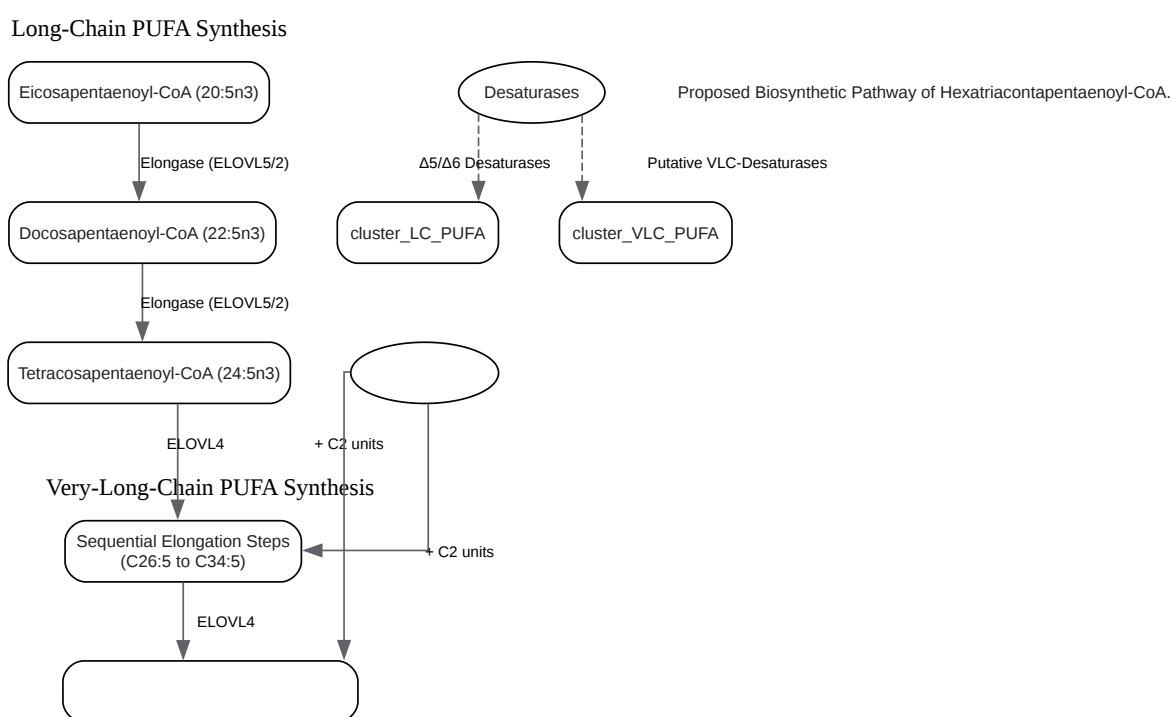 Long-Chain PUFA Synthesis
Eicosapentaenoyl-CoA (20:5n3)
Desaturases
Proposed Biosynthetic Pathway of Hexatriacontapentaenoyl-CoA.
Elongase (ELOVL5/2)
Δ5/Δ6 Desaturases
Putative VLC-Desaturases
Docosapentaenoyl-CoA (22:5n3)
cluster_LC_PUFA
cluster_VLC_PUFA
Elongase (ELOVL5/2)
Tetracosapentaenoyl-CoA (24:5n3)
ELOVL4
+ C2 units
Very-Long-Chain PUFA Synthesis
Sequential Elongation Steps
(C26:5 to C34:5)
+ C2 units
ELOVL4